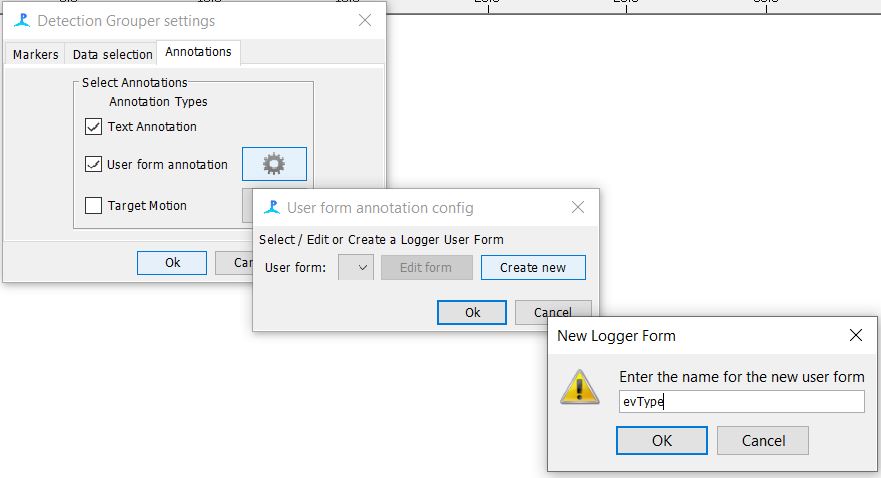 Detection Grouper settings
Markers Data selection Annotations
Select Annotations
Annotation Types
Text Annotation
User form annotation
Target Motion
Ok
User form annotation config
Select / Edit or Create a Logger User Form
User form: Edit form Create new
Ok Cancel
New Logger Form
Enter the name for the new user form
evType
OK Cancel